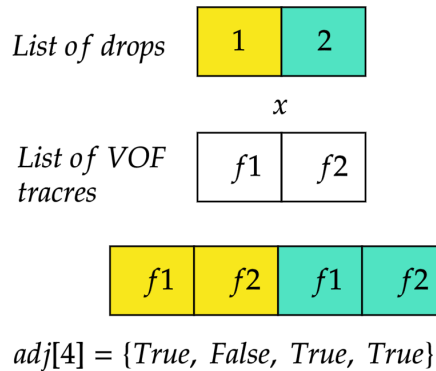 List of drops
1 2
x
List of VOF
tracres
f1 f2
f1 f2 f1 f2
adj[4] = {True, False, True, True}